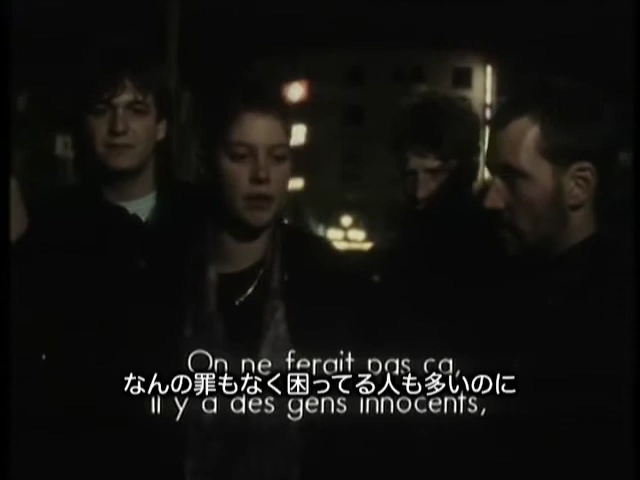 On ne ferait pas ça,
なんの罪もなく困ってる人も多いのに
il y a des gens innocents,